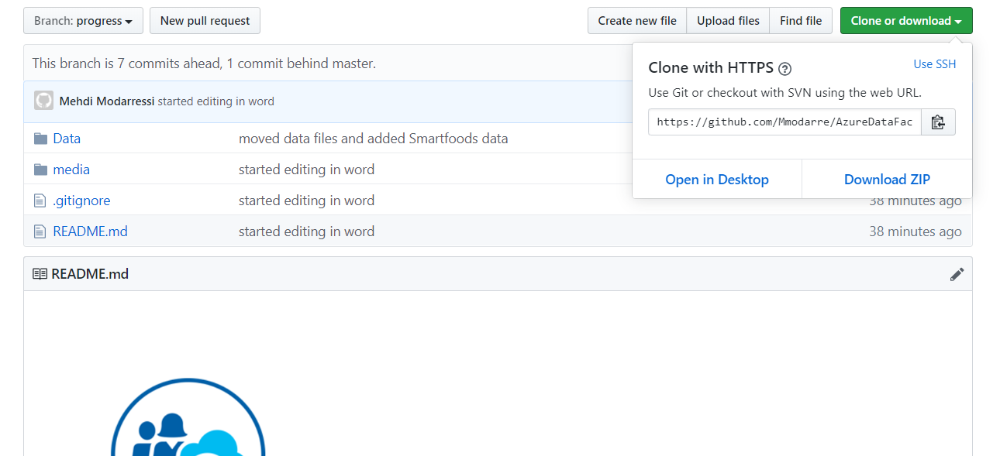 Branch: progress New pull request Create new file Upload files Find file Clone or download
This branch is 7 commits ahead, 1 commit behind master.
Clone with HTTPS ? Use SSH
Use Git or checkout with SVN using the web URL.
https://github.com/Mmodarre/AzureDataFac
Open in Desktop Download ZIP
Mehdi Modarressi started editing in word
Data moved data files and added Smartfoods data
media started editing in word
.gitignore started editing in word 38 minutes ago
README.md started editing in word 38 minutes ago
README.md